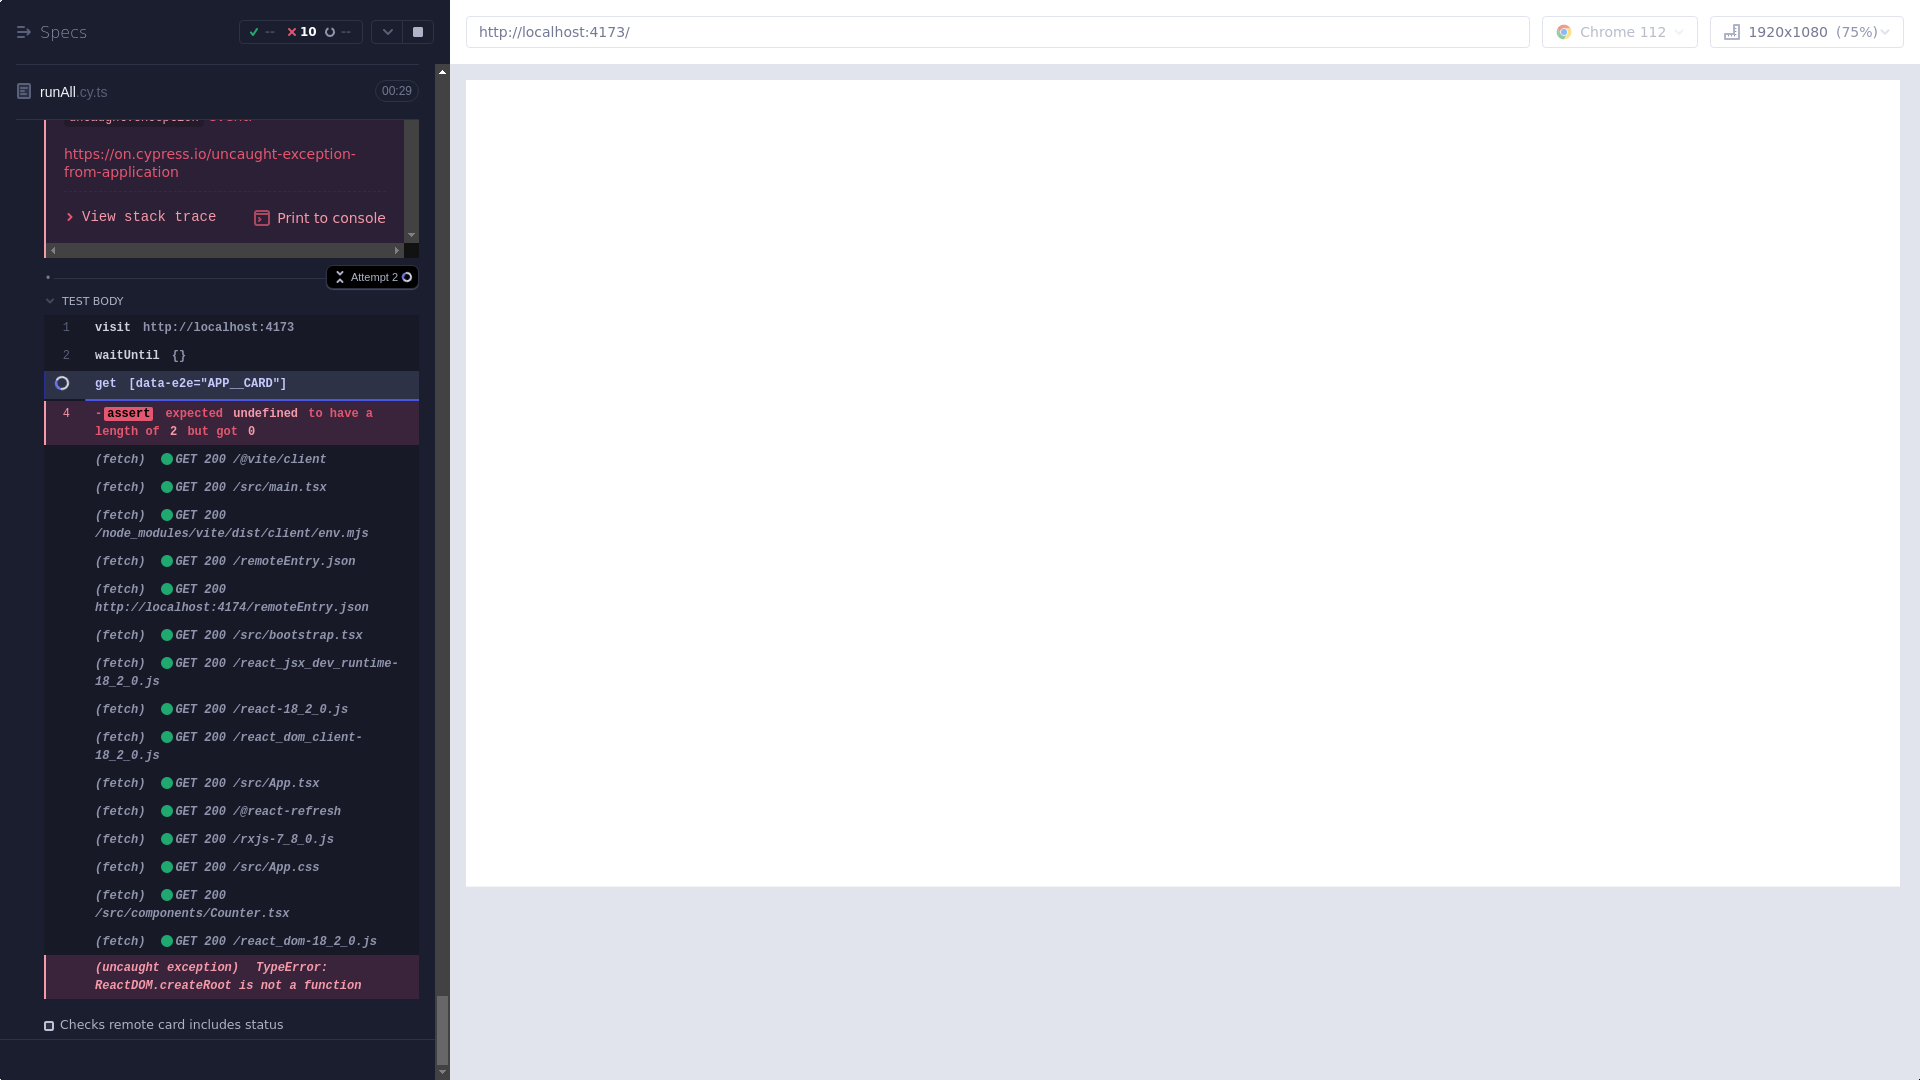 Specs
-- 10 --
http://localhost:4173/
Chrome 112
1920x1080 (75%)
runAll.cy.ts
00:29
https://on.cypress.io/uncaught-exception-
from-application
View stack trace
Print to console
Attempt 2
TEST BODY
1 visit http://localhost:4173
2 waitUntil {}
get [data-e2e="APP__CARD"]
4 -assert expected undefined to have a
length of 2 but got 0
(fetch) GET 200 /@vite/client
(fetch) GET 200 /src/main.tsx
(fetch) GET 200
/node_modules/vite/dist/client/env.mjs
(fetch) GET 200 /remoteEntry.json
(fetch) GET 200
http://localhost:4174/remoteEntry.json
(fetch) GET 200 /src/bootstrap.tsx
(fetch) GET 200 /react_jsx_dev_runtime-
18_2_0.js
(fetch) GET 200 /react-18_2_0.js
(fetch) GET 200 /react_dom_client-
18_2_0.js
(fetch) GET 200 /src/App.tsx
(fetch) GET 200 /@react-refresh
(fetch) GET 200 /rxjs-7_8_0.js
(fetch) GET 200 /src/App.css
(fetch) GET 200
/src/components/Counter.tsx
(fetch) GET 200 /react_dom-18_2_0.js
(uncaught exception) TypeError:
ReactDOM.createRoot is not a function
Checks remote card includes status